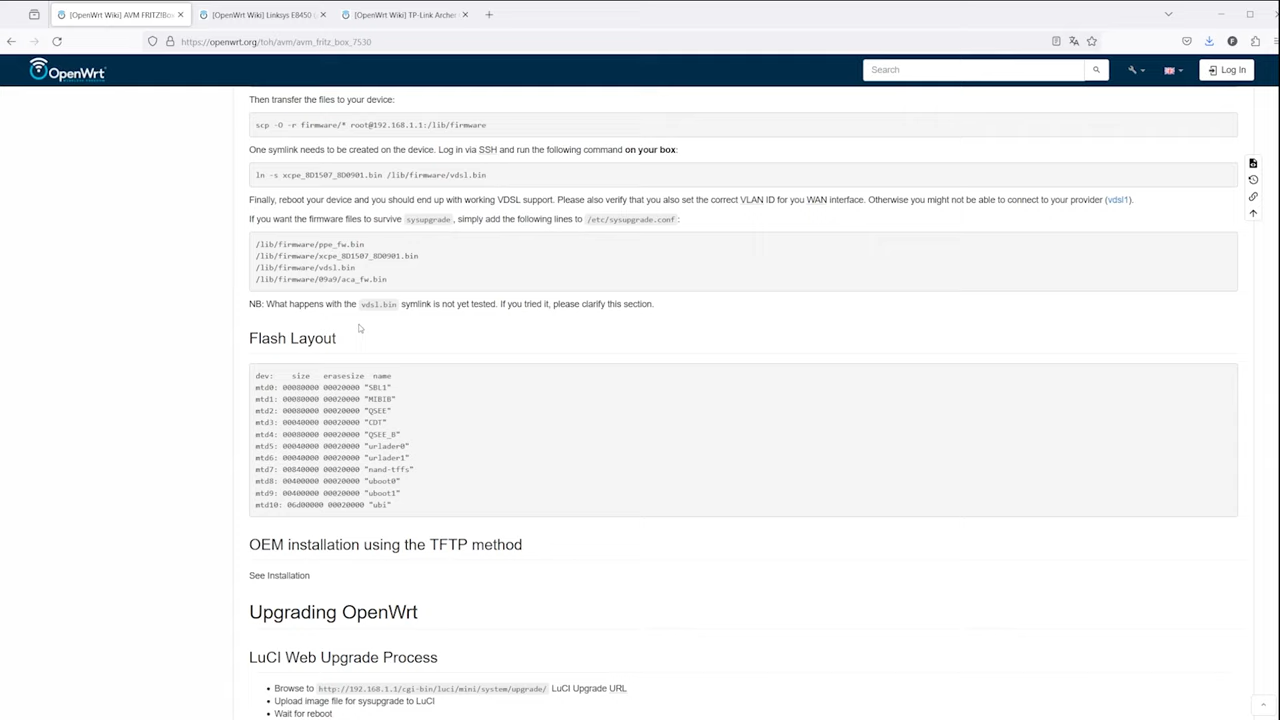 [OpenWrt Wiki] AVM FRITZ!Box
[OpenWrt Wiki] Linksys E8450
[OpenWrt Wiki] TP-Link Archer
https://openwrt.org/toh/avm/avm_fritz_box_7530
OpenWrt
Search
Log In
Then transfer the files to your device:
scp -O -r firmware/* root@192.168.1.1:/lib/firmware
One symlink needs to be created on the device. Log in via SSH and run the following command on your box:
ln -s xcpe_8D1507_8D0901.bin /lib/firmware/vdsl.bin
Finally, reboot your device and you should end up with working VDSL support. Please also verify that you also set the correct VLAN ID for you WAN interface. Otherwise you might not be able to connect to your provider (vdsl1).
If you want the firmware files to survive sysupgrade, simply add the following lines to /etc/sysupgrade.conf:
/lib/firmware/ppe_fw.bin
/lib/firmware/xcpe_8D1507_8D0901.bin
/lib/firmware/vdsl.bin
/lib/firmware/09a9/aca_fw.bin
NB: What happens with the vdsl.bin symlink is not yet tested. If you tried it, please clarify this section.
Flash Layout
dev: size erasesize name
mtd0: 00080000 00020000 "SBL1"
mtd1: 00080000 00020000 "MIBIB"
mtd2: 00080000 00020000 "QSEE"
mtd3: 00040000 00020000 "CDT"
mtd4: 00080000 00020000 "QSEE_B"
mtd5: 00040000 00020000 "urlader0"
mtd6: 00040000 00020000 "urlader1"
mtd7: 00840000 00020000 "nand-tffs"
mtd8: 00400000 00020000 "uboot0"
mtd9: 00400000 00020000 "uboot1"
mtd10: 06d00000 00020000 "ubi"
OEM installation using the TFTP method
See Installation
Upgrading OpenWrt
LuCI Web Upgrade Process
Browse to http://192.168.1.1/cgi-bin/luci/mini/system/upgrade/ LuCI Upgrade URL
Upload image file for sysupgrade to LuCI
Wait for reboot